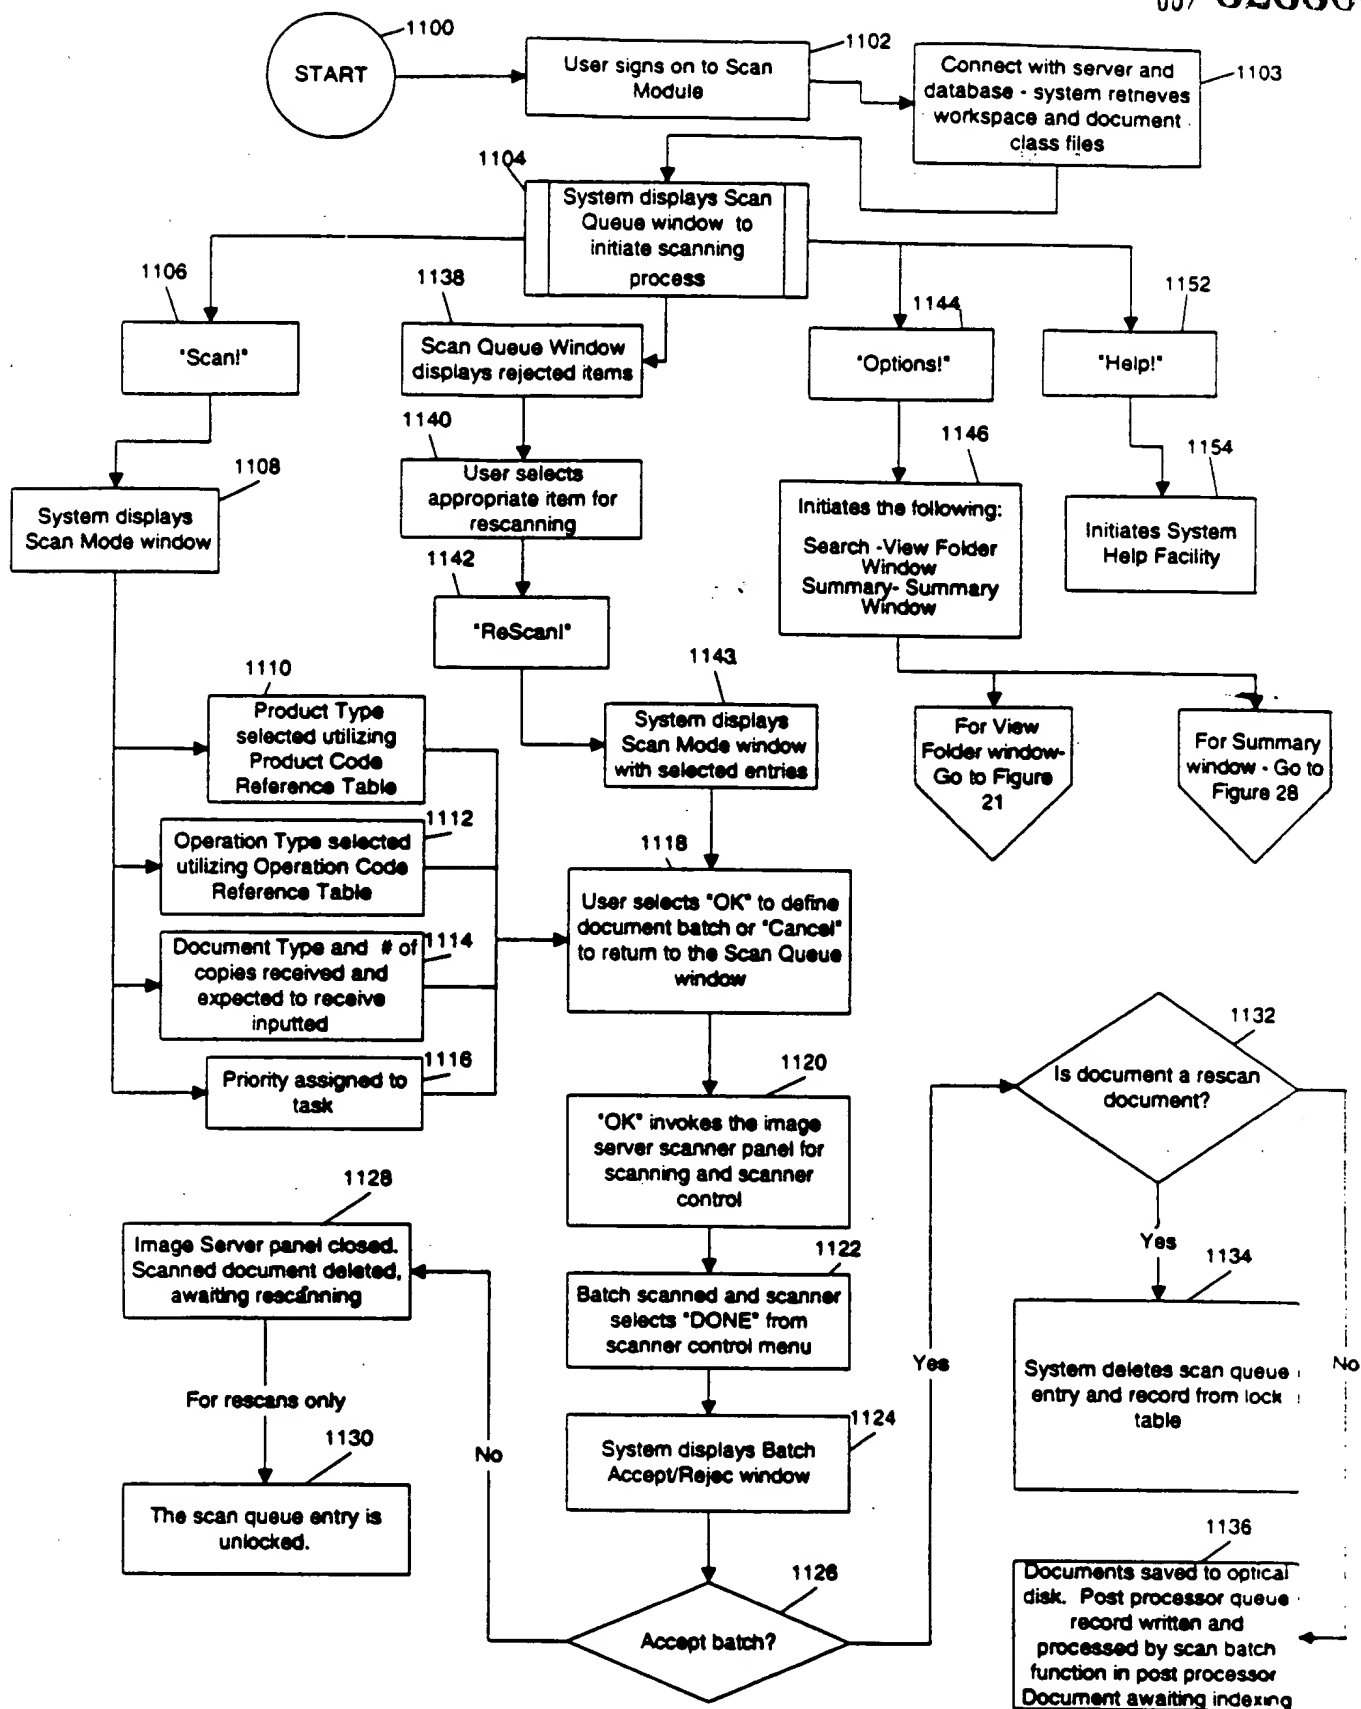 1100
START
1102
User signs on to Scan
Module
1103
Connect with server and
database - system retrieves
workspace and document
class files
1104
System displays Scan
Queue window to
initiate scanning
process
1106
"Scan!"
1138
Scan Queue Window
displays rejected items
1144
"Options!"
1152
"Help!"
1108
System displays
Scan Mode window
1140
User selects
appropriate item for
rescanning
1146
Initiates the following:
Search -View Folder
Window
Summary- Summary
Window
1154
Initiates System
Help Facility
1142
"ReScan!"
1143
System displays
Scan Mode window
with selected entries
For View
Folder window-
Go to Figure
21
For Summary
window - Go to
Figure 28
1110
Product Type
selected utilizing
Product Code
Reference Table
1112
Operation Type selected
utilizing Operation Code
Reference Table
1114
Document Type and # of
copies received and
expected to receive
inputted
1116
Priority assigned to
task
1118
User selects "OK" to define
document batch or "Cancel"
to return to the Scan Queue
window
1120
"OK" invokes the image
server scanner panel for
scanning and scanner
control
1122
Batch scanned and scanner
selects "DONE" from
scanner control menu
1124
System displays Batch
Accept/Rejec window
1126
Accept batch?
No
Yes
1128
Image Server panel closed.
Scanned document deleted,
awaiting rescanning
For rescans only
1130
The scan queue entry is
unlocked.
1132
Is document a rescan
document?
Yes
No
1134
System deletes scan queue
entry and record from lock
table
1136
Documents saved to optical
disk. Post processor queue
record written and
processed by scan batch
function in post processor
Document awaiting indexing